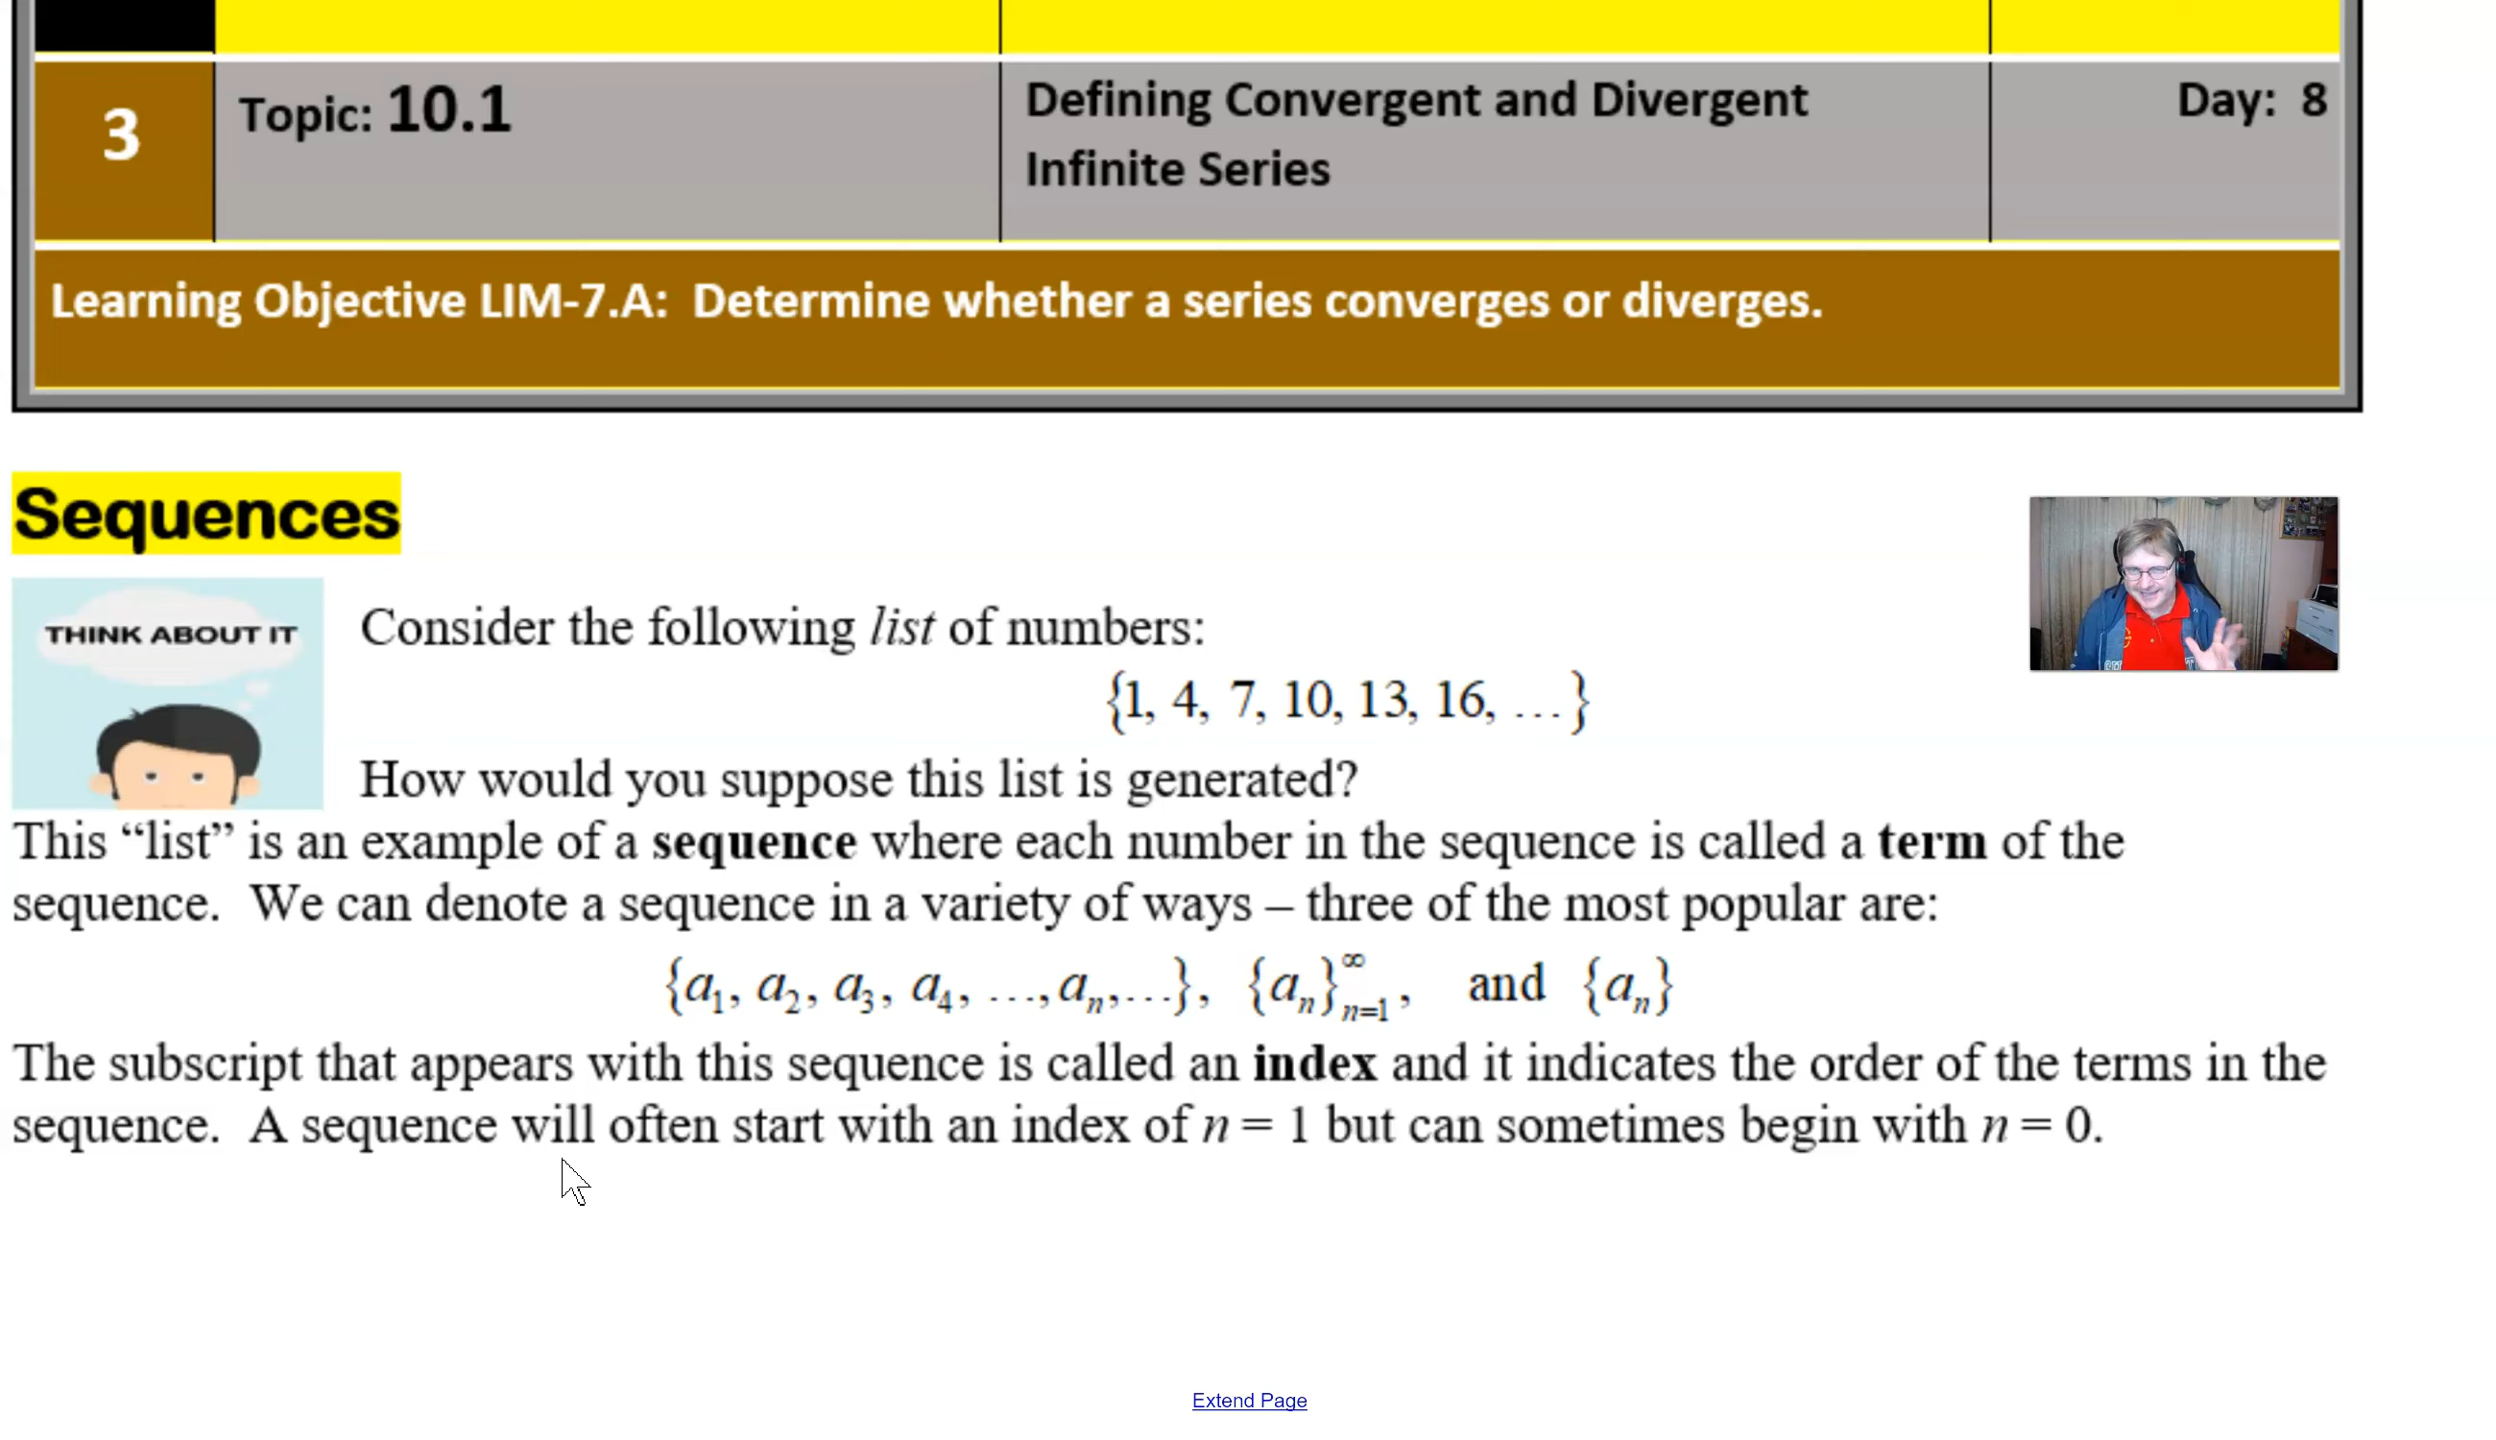 3
Topic: 10.1
Defining Convergent and Divergent
Infinite Series
Day: 8
Learning Objective LIM-7.A: Determine whether a series converges or diverges.
Sequences
THINK ABOUT IT
Consider the following list of numbers:
{1, 4, 7, 10, 13, 16, …}
How would you suppose this list is generated?
This “list” is an example of a sequence where each number in the sequence is called a term of the
sequence. We can denote a sequence in a variety of ways – three of the most popular are:
{a₁, a₂, a₃, a₄, …, aₙ,…}, {aₙ}ₙ₌₁^∞, and {aₙ}
The subscript that appears with this sequence is called an index and it indicates the order of the terms in the
sequence. A sequence will often start with an index of n = 1 but can sometimes begin with n = 0.
Extend Page